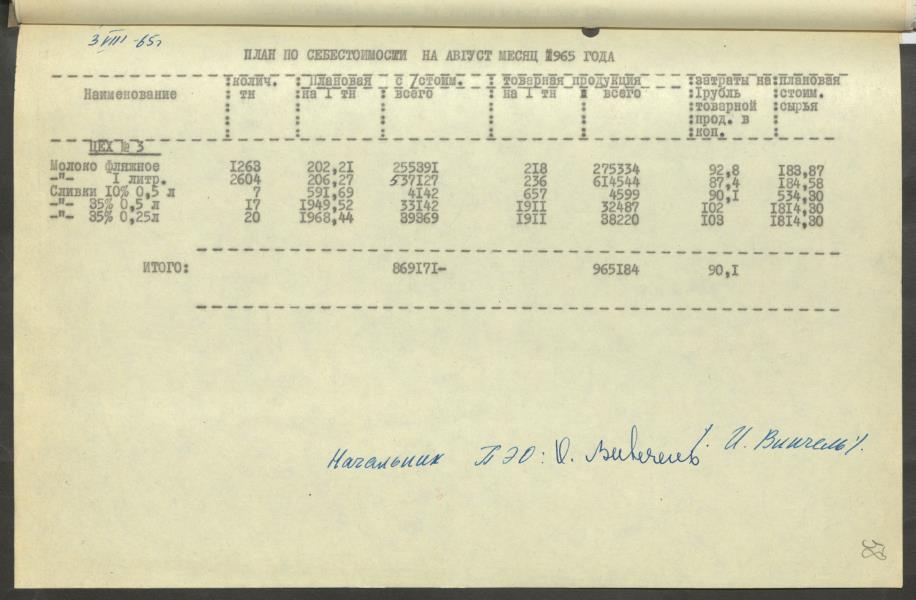 3/VIII-65г
ПЛАН ПО СЕБЕСТОИМОСТИ НА АВГУСТ МЕСЯЦ 1965 ГОДА
Наименование : колич. тн : плановая с/стоим. на 1 тн всего : товарная продукция на 1 тн : всего : затраты на 1рубль товарной прод. в коп. : плановая стоим. сырья
ЦЕХ № 3
Молоко фляжное 1263 202,21 255391 218 275334 92,8 183,87
-"- 1 литр. 2604 206,27 537127 236 614544 87,4 184,58
Сливки 10% 0,5 л 7 591,69 4142 657 4599 90,1 534,30
-"- 35% 0,5 л 17 1949,52 33142 1911 32487 102 1814,30
-"- 35% 0,25л 20 1968,44 39369 1911 38220 103 1814,30
ИТОГО: 869171- 965184 90,1
Начальник ПЭО: И. Винчель/.